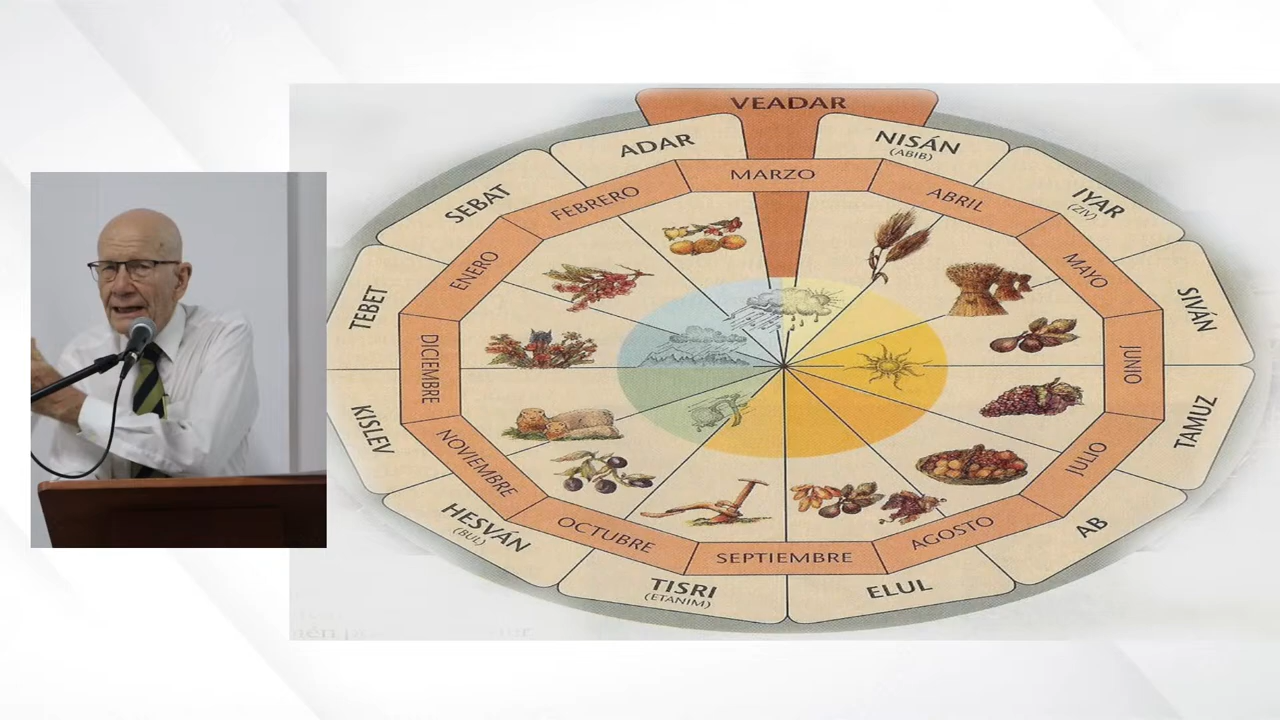 VEADAR
ADAR
NISÁN
(ABIB)
IYAR
(ZIV)
SIVÁN
TAMUZ
AB
ELUL
TISRI
(ETANIM)
HESVÁN
(BUL)
KISLEV
TEBET
SEBAT
MARZO
ABRIL
MAYO
JUNIO
JULIO
AGOSTO
SEPTIEMBRE
OCTUBRE
NOVIEMBRE
DICIEMBRE
ENERO
FEBRERO